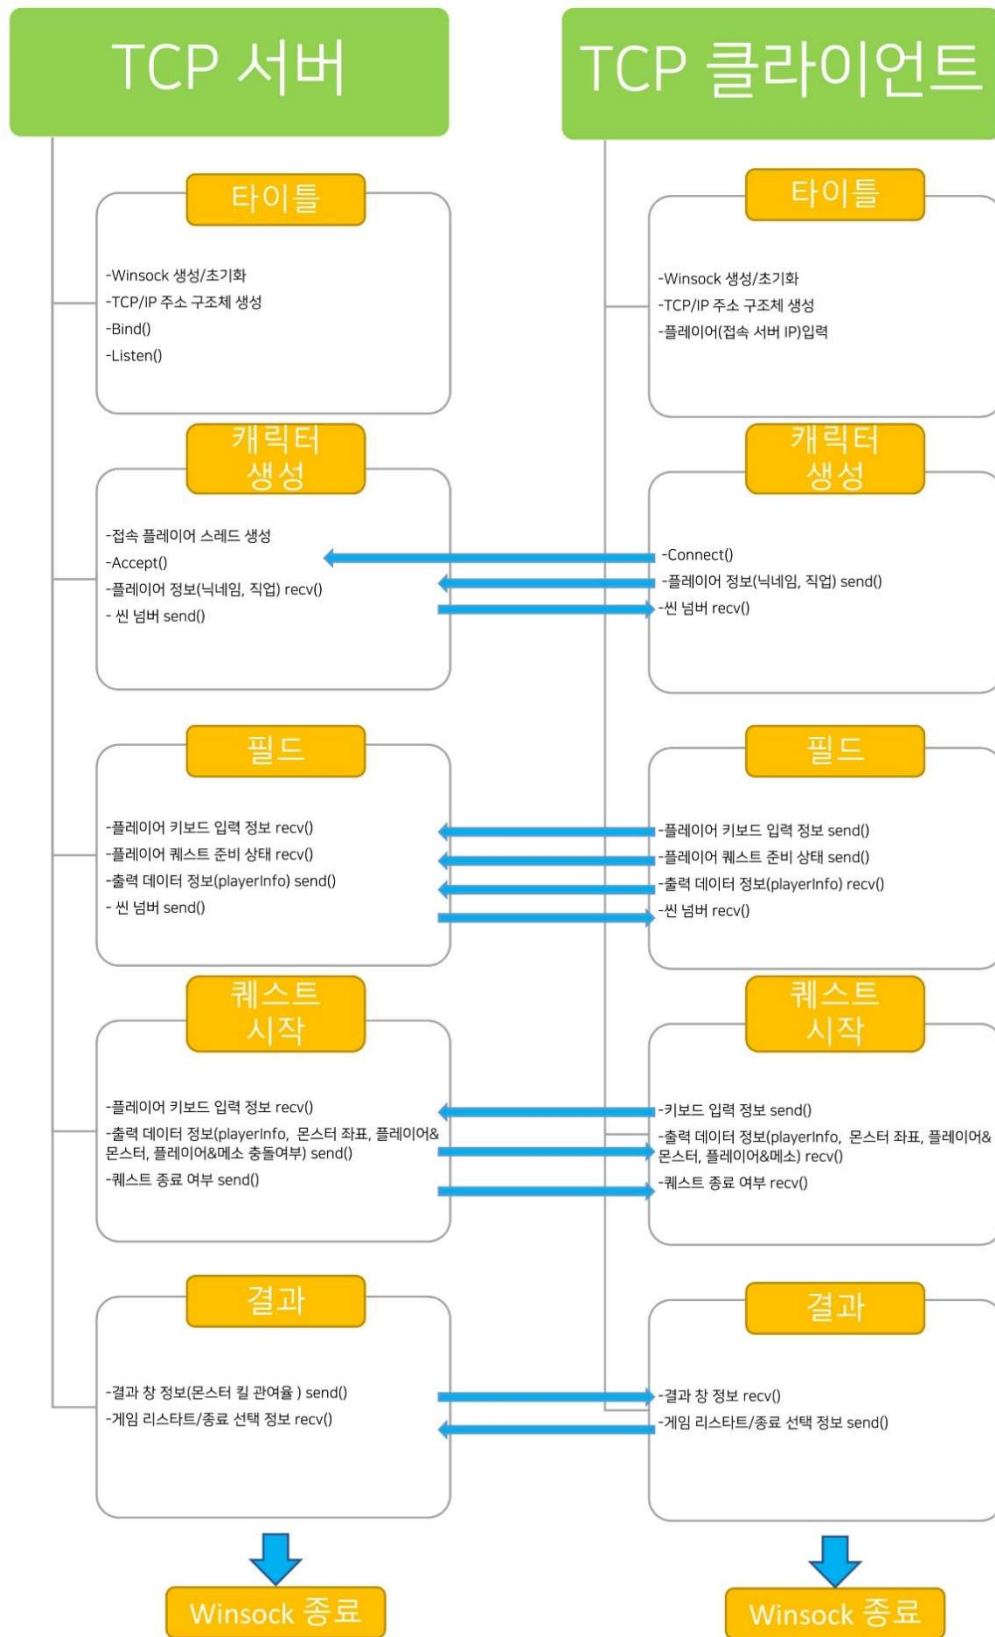 TCP 서버
타이틀
-Winsock 생성/초기화
-TCP/IP 주소 구조체 생성
-Bind()
-Listen()
캐릭터
생성
-접속 플레이어 스레드 생성
-Accept()
-플레이어 정보(닉네임, 직업) recv()
- 씬 넘버 send()
필드
-플레이어 키보드 입력 정보 recv()
-플레이어 퀘스트 준비 상태 recv()
-출력 데이터 정보(playerInfo) send()
- 씬 넘버 send()
퀘스트
시작
-플레이어 키보드 입력 정보 recv()
-출력 데이터 정보(playerInfo, 몬스터 좌표, 플레이어&
몬스터, 플레이어&메소 충돌여부) send()
-퀘스트 종료 여부 send()
결과
-결과 창 정보(몬스터 킬 관여율 ) send()
-게임 리스타트/종료 선택 정보 recv()
Winsock 종료
TCP 클라이언트
타이틀
-Winsock 생성/초기화
-TCP/IP 주소 구조체 생성
-플레이어(접속 서버 IP)입력
캐릭터
생성
-Connect()
-플레이어 정보(닉네임, 직업) send()
-씬 넘버 recv()
필드
-플레이어 키보드 입력 정보 send()
-플레이어 퀘스트 준비 상태 send()
-출력 데이터 정보(playerInfo) recv()
-씬 넘버 recv()
퀘스트
시작
-키보드 입력 정보 send()
-출력 데이터 정보(playerInfo, 몬스터 좌표, 플레이어&
몬스터, 플레이어&메소) recv()
-퀘스트 종료 여부 recv()
결과
-결과 창 정보 recv()
-게임 리스타트/종료 선택 정보 send()
Winsock 종료